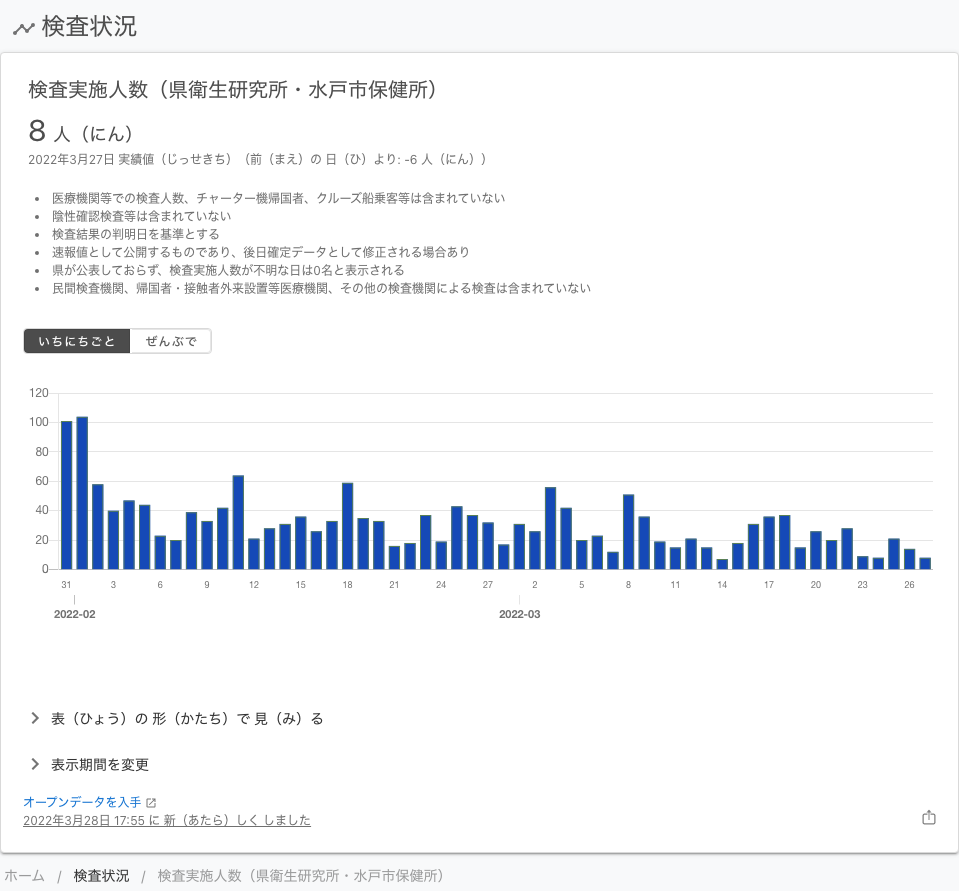 検査状況
検査実施人数（県衛生研究所・水戸市保健所）
8 人（にん）
2022年3月27日 実績値（じっせきち）（前（まえ）の 日（ひ）より: -6 人（にん））
• 医療機関等での検査人数、チャーター機帰国者、クルーズ船乗客等は含まれていない
• 陰性確認検査等は含まれていない
• 検査結果の判明日を基準とする
• 速報値として公開するものであり、後日確定データとして修正される場合あり
• 県が公表しておらず、検査実施人数が不明な日は0名と表示される
• 民間検査機関、帰国者・接触者外来設置等医療機関、その他の検査機関による検査は含まれていない
いちにちごと ぜんぶで
120
100
80
60
40
20
0
31 3 6 9 12 15 18 21 24 27 2 5 8 11 14 17 20 23 26
2022-02 2022-03
表（ひょう）の 形（かたち）で 見（み）る
表示期間を変更
オープンデータを入手
2022年3月28日 17:55 に 新（あたら）しく しました
ホーム / 検査状況 / 検査実施人数（県衛生研究所・水戸市保健所）